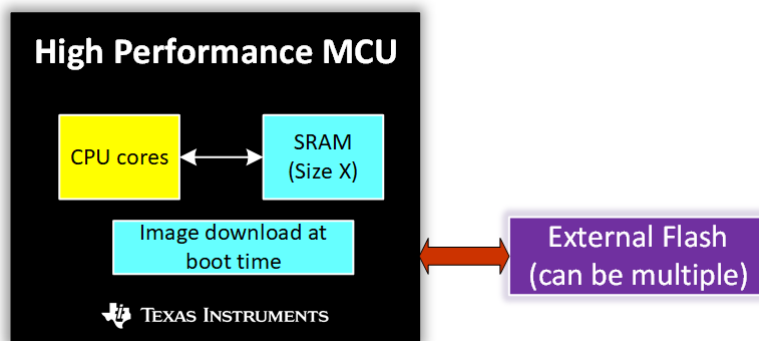 High Performance MCU
CPU cores
SRAM
(Size X)
Image download at
boot time
External Flash
(can be multiple)
TEXAS INSTRUMENTS